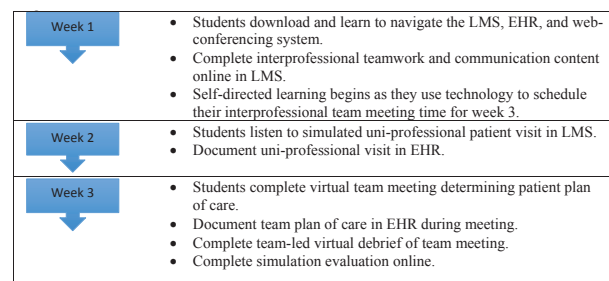 Week 1
• Students download and learn to navigate the LMS, EHR, and web-
conferencing system.
• Complete interprofessional teamwork and communication content
online in LMS.
• Self-directed learning begins as they use technology to schedule
their interprofessional team meeting time for week 3.
Week 2
• Students listen to simulated uni-professional patient visit in LMS.
• Document uni-professional visit in EHR.
Week 3
• Students complete virtual team meeting determining patient plan
of care.
• Document team plan of care in EHR during meeting.
• Complete team-led virtual debrief of team meeting.
• Complete simulation evaluation online.